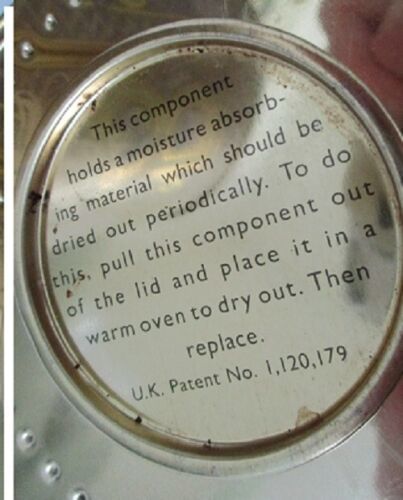 This component
holds a moisture absorb-
ing material which should be
dried out periodically. To do
this, pull this component out
of the lid and place it in a
warm oven to dry out. Then
replace.
U.K. Patent No. 1,120,179